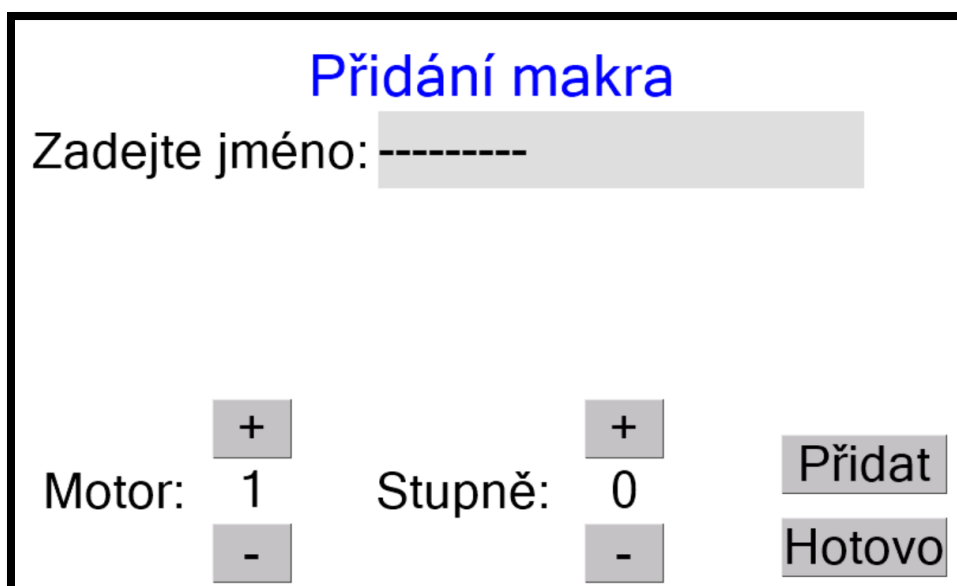 Přidání makra
Zadejte jméno: ---------
+ +
Motor: 1 Stupně: 0 Přidat
- - Hotovo